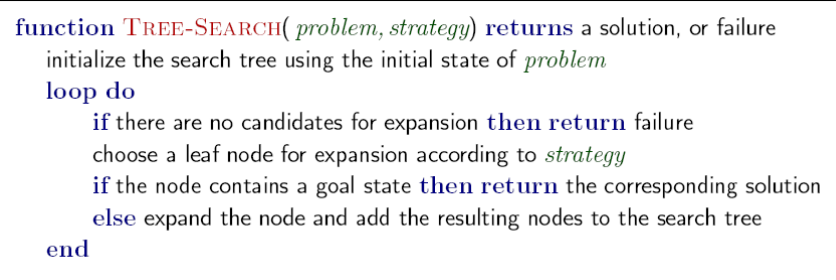 function TREE-SEARCH( problem, strategy) returns a solution, or failure
initialize the search tree using the initial state of problem
loop do
if there are no candidates for expansion then return failure
choose a leaf node for expansion according to strategy
if the node contains a goal state then return the corresponding solution
else expand the node and add the resulting nodes to the search tree
end